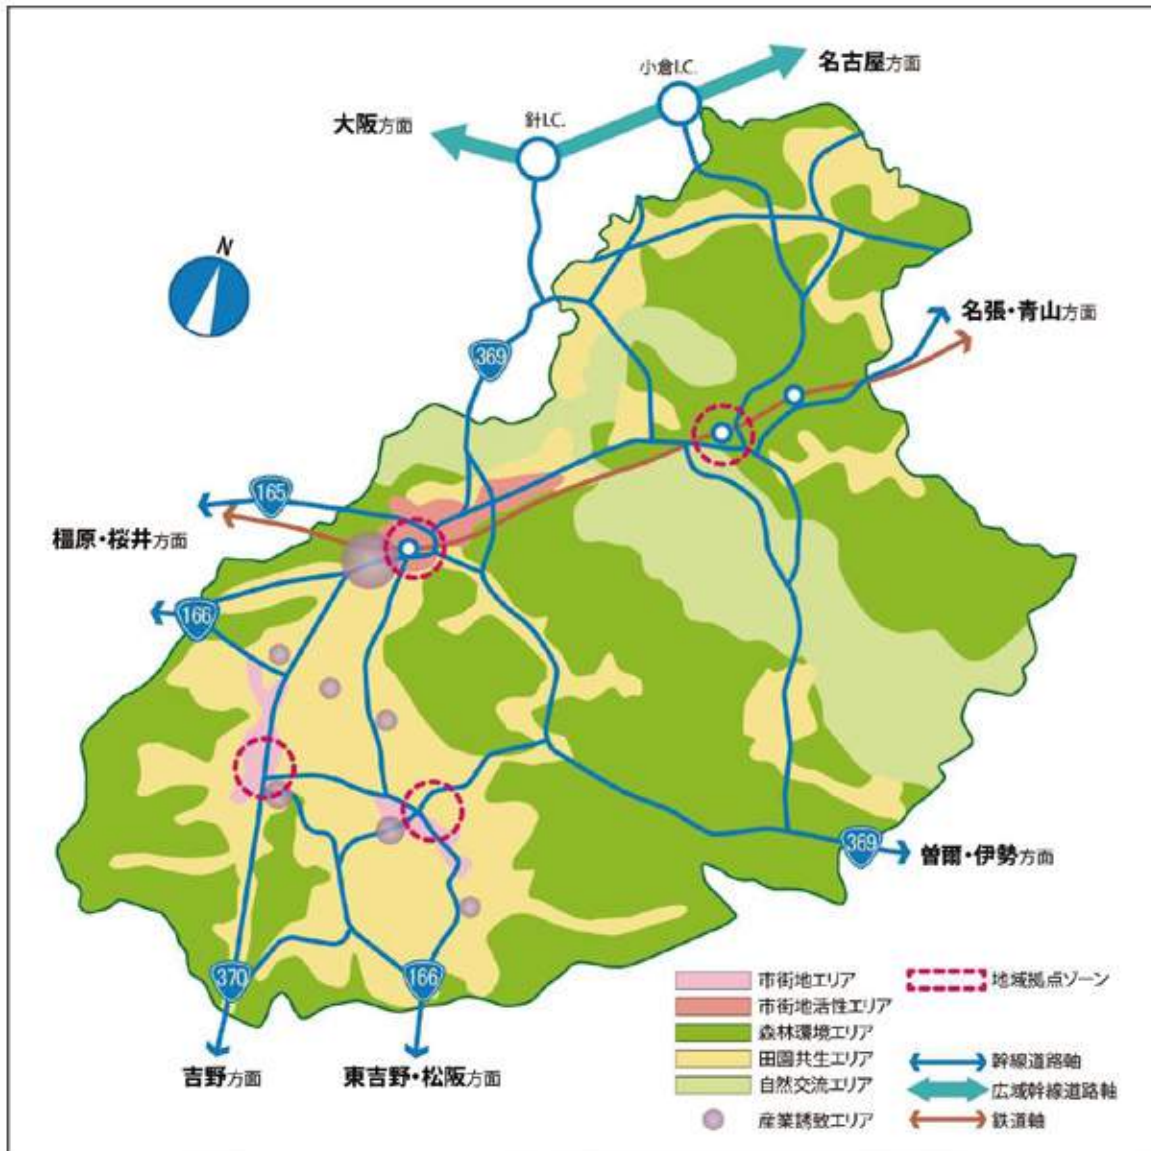 小倉I.C.
名古屋方面
針I.C.
大阪方面
N
名張・青山方面
369
165
橿原・桜井方面
166
369
曽爾・伊勢方面
370
166
吉野方面
東吉野・松阪方面
市街地エリア
市街地活性エリア
森林環境エリア
田園共生エリア
自然交流エリア
産業誘致エリア
地域拠点ゾーン
幹線道路軸
広域幹線道路軸
鉄道軸